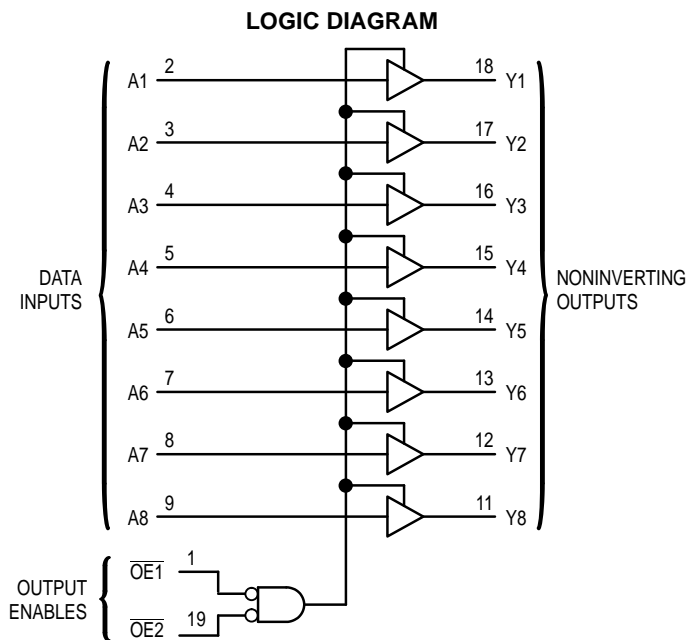 LOGIC DIAGRAM
A1 2 18 Y1
A2 3 17 Y2
A3 4 16 Y3
A4 5 15 Y4
DATA
INPUTS
NONINVERTING
OUTPUTS
A5 6 14 Y5
A6 7 13 Y6
A7 8 12 Y7
A8 9 11 Y8
OUTPUT
ENABLES
O̅E̅1̅ 1
O̅E̅2̅ 19